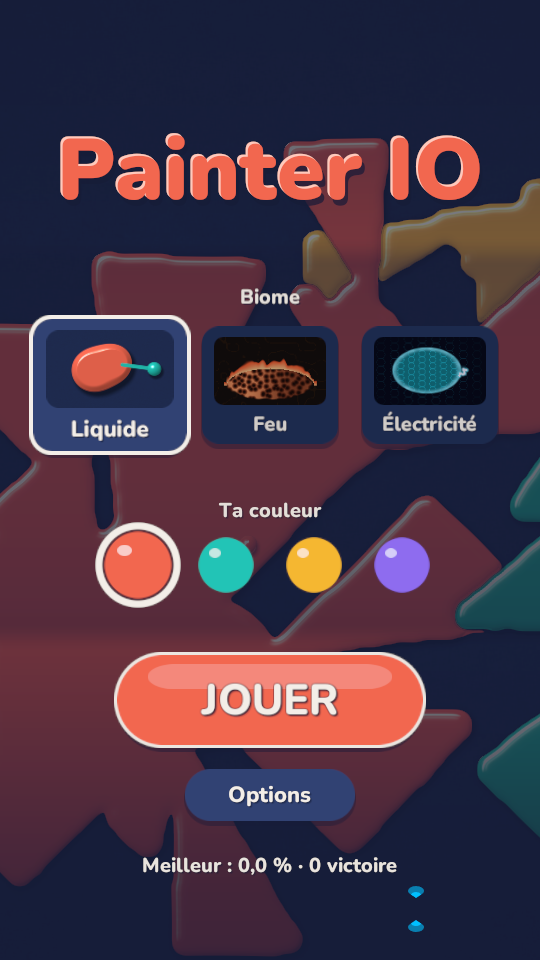 Painter IO
Biome
Liquide
Feu
Électricité
Ta couleur
JOUER
Options
Meilleur : 0,0 % · 0 victoire